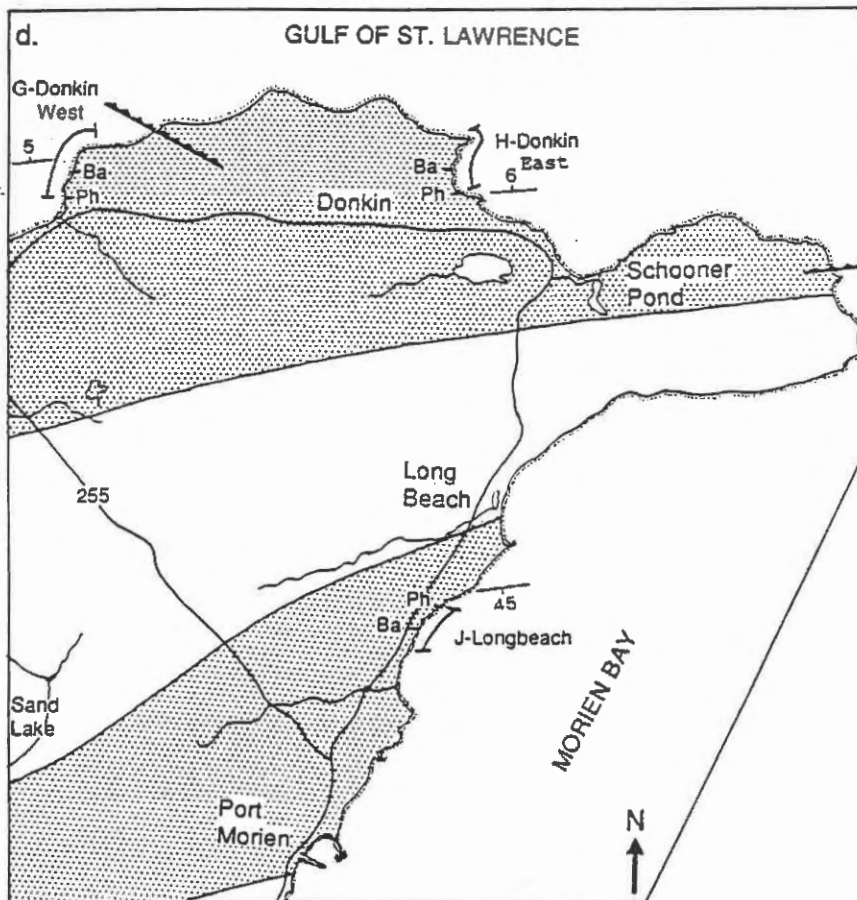 d.
GULF OF ST. LAWRENCE
G-Donkin
West
H-Donkin
East
5
Ba
Ph
Ba
Ph
6
Donkin
Schooner
Pond
255
Long
Beach
Ph
45
Ba
J-Longbeach
Sand
Lake
MORIEN BAY
Port
Morien
N